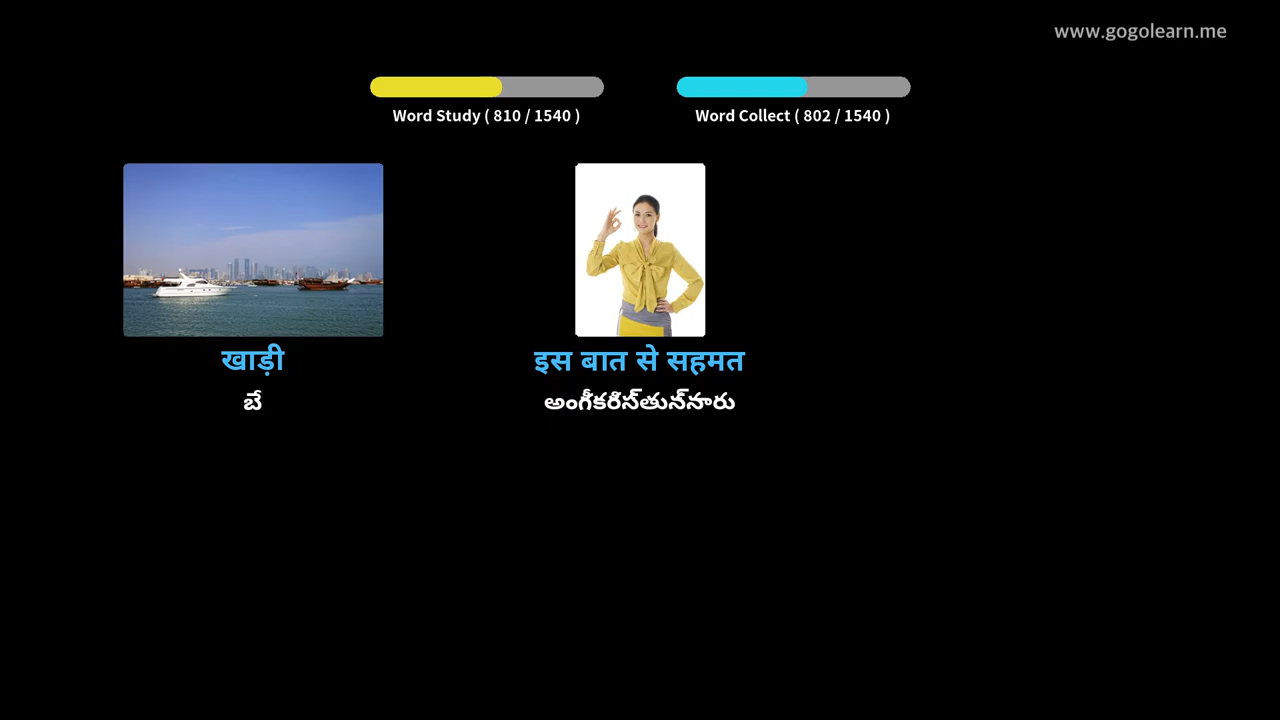 www.gogolearn.me
Word Study ( 810 / 1540 )
Word Collect ( 802 / 1540 )
खाड़ी
इस बात से सहमत
బే
అంగీకరిస్‌తున్‌నారు